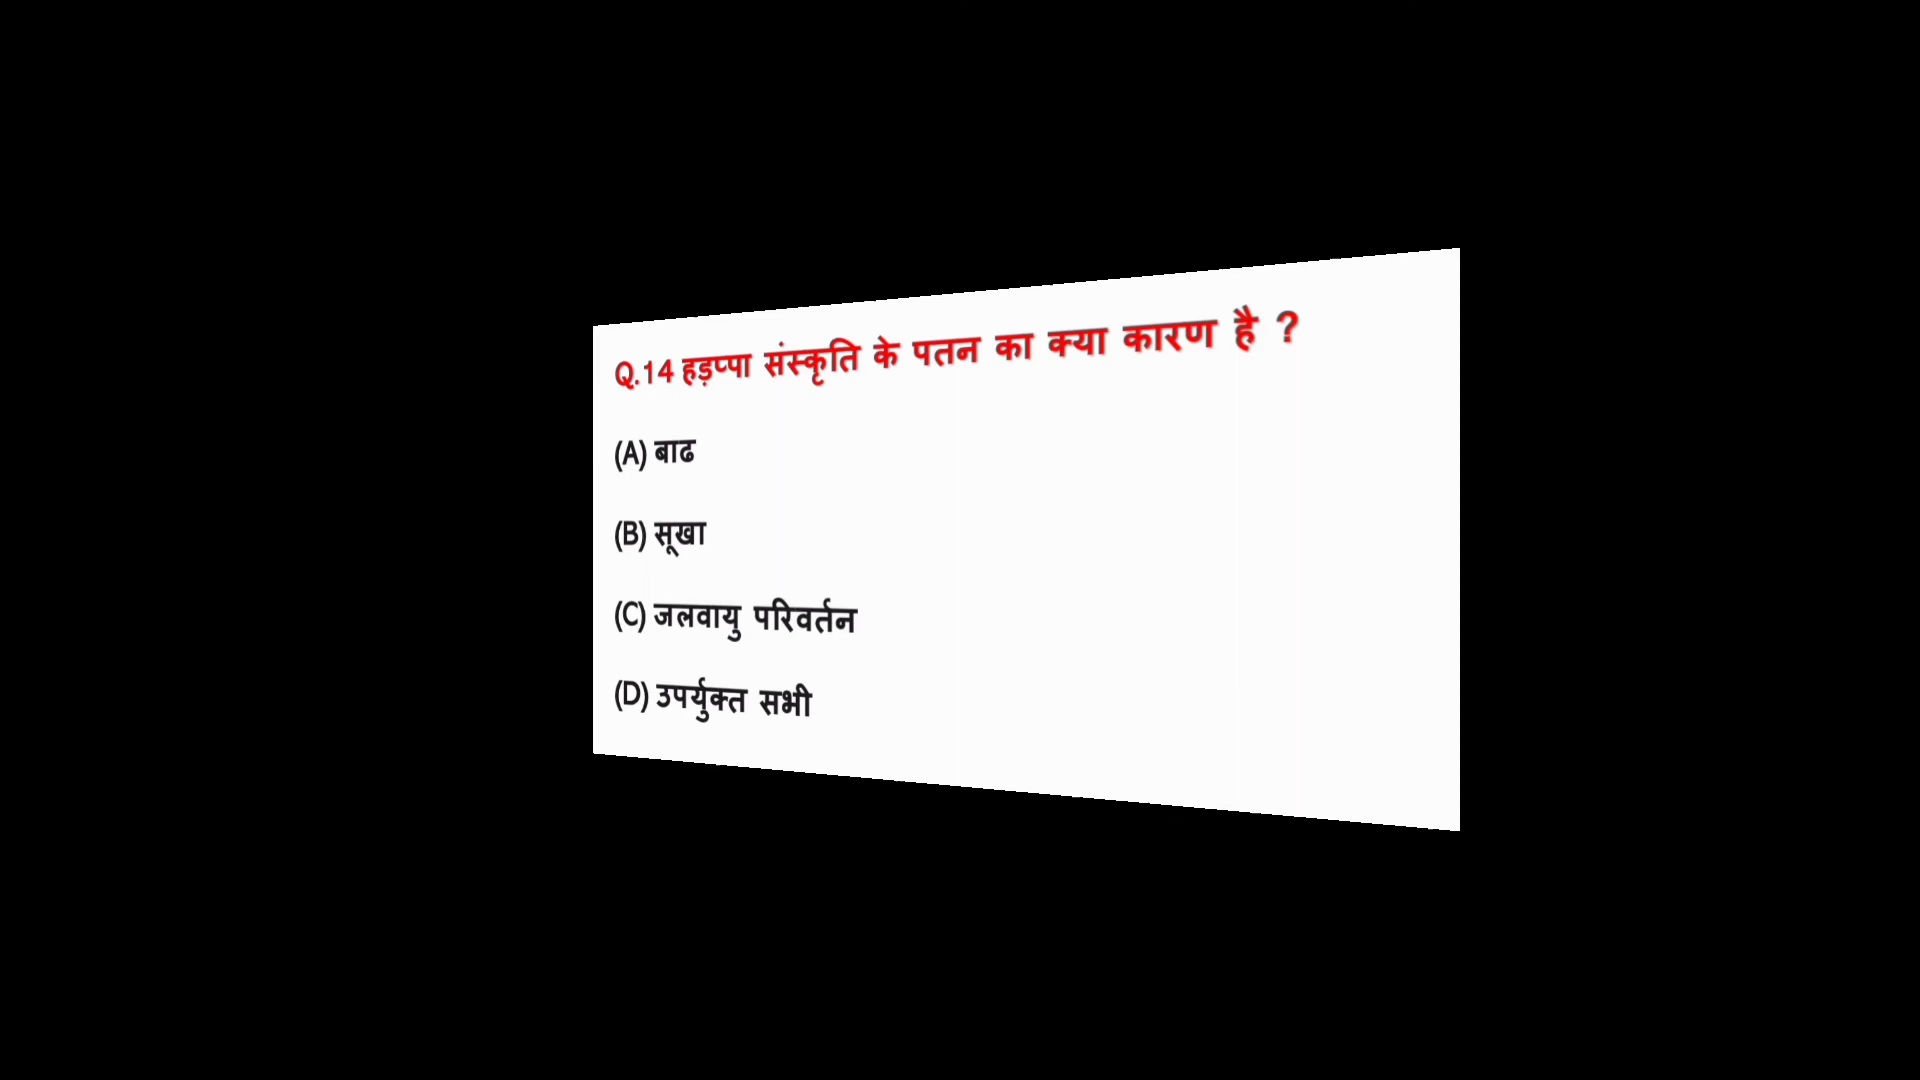 Q.14 हड़प्पा संस्कृति के पतन का क्या कारण है ?
(A) बाढ
(B) सूखा
(C) जलवायु परिवर्तन
(D) उपर्युक्त सभी